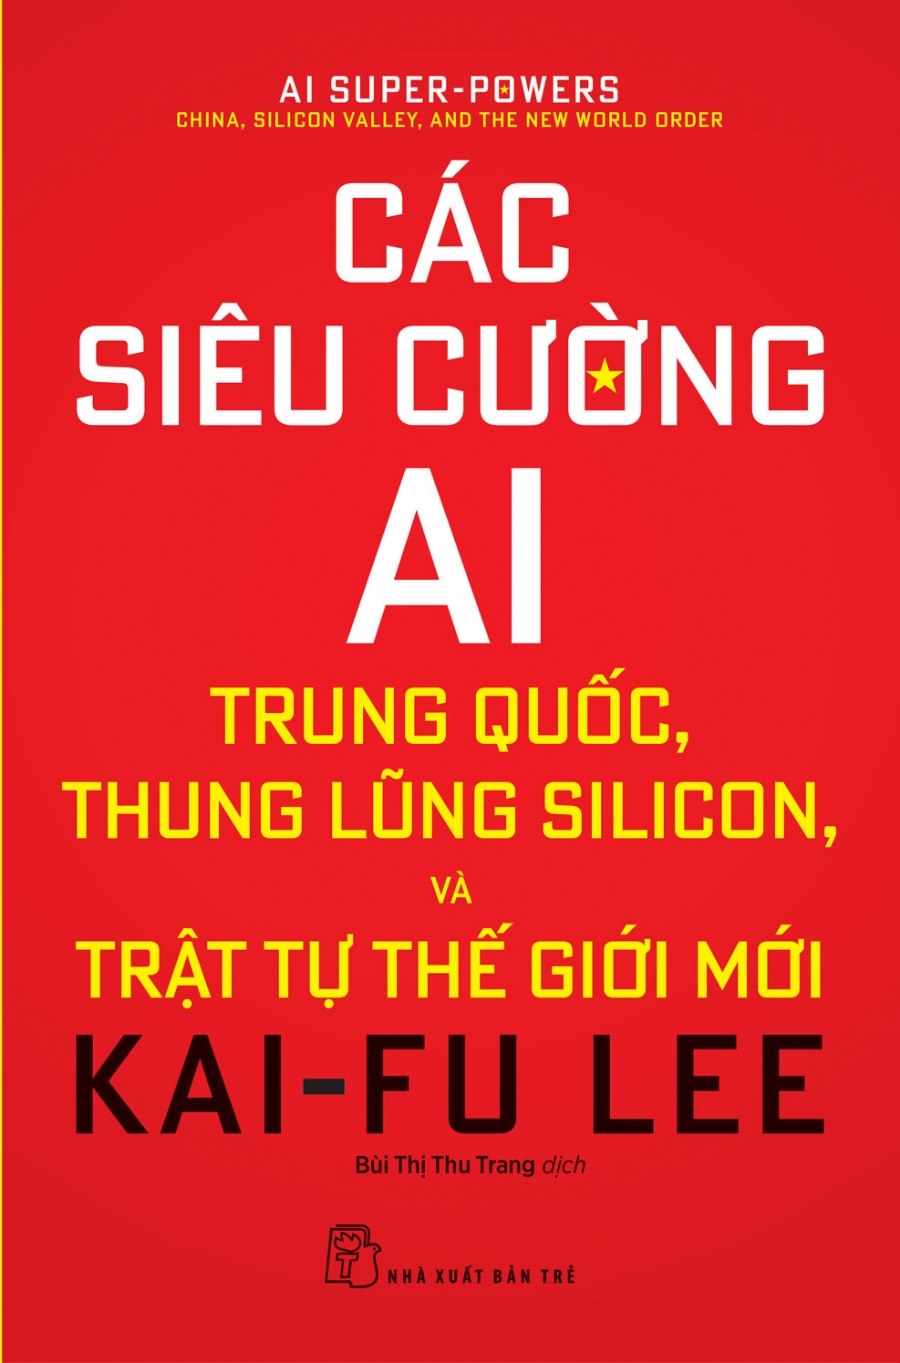 AI SUPER-POWERS
CHINA, SILICON VALLEY, AND THE NEW WORLD ORDER
CÁC
SIÊU CƯỜNG
AI
TRUNG QUỐC,
THUNG LŨNG SILICON,
VÀ
TRẬT TỰ THẾ GIỚI MỚI
KAI-FU LEE
Bùi Thị Thu Trang dịch
T NHÀ XUẤT BẢN TRẺ